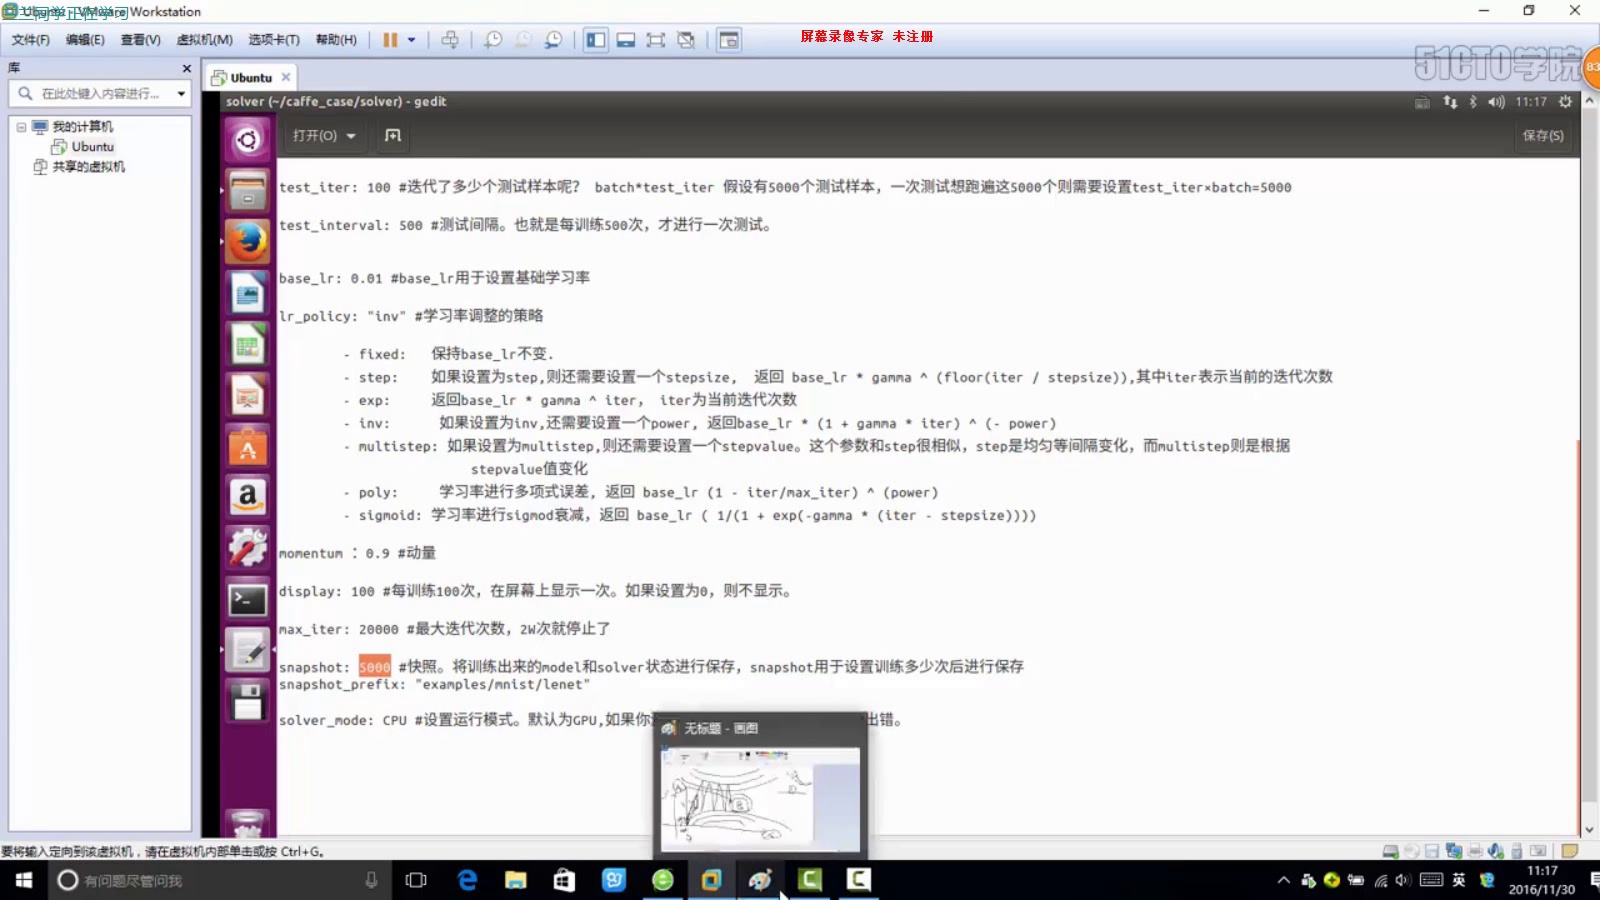 Ubuntu - VMware Workstation
兰兰同学正在学习
文件(F) 编辑(E) 查看(V) 虚拟机(M) 选项卡(T) 帮助(H)
屏幕录像专家 未注册
51CTO学院
83
库
Ubuntu
在此处键入内容进行...
solver (~/caffe_case/solver) - gedit
11:17
我的计算机
Ubuntu
共享的虚拟机
打开(O)
保存(S)
test_iter: 100 #迭代了多少个测试样本呢? batch*test_iter 假设有5000个测试样本，一次测试想跑遍这5000个则需要设置test_iter×batch=5000
test_interval: 500 #测试间隔。也就是每训练500次，才进行一次测试。
base_lr: 0.01 #base_lr用于设置基础学习率
lr_policy: "inv" #学习率调整的策略
- fixed: 保持base_lr不变.
- step: 如果设置为step,则还需要设置一个stepsize, 返回 base_lr * gamma ^ (floor(iter / stepsize)),其中iter表示当前的迭代次数
- exp: 返回base_lr * gamma ^ iter， iter为当前迭代次数
- inv: 如果设置为inv,还需要设置一个power, 返回base_lr * (1 + gamma * iter) ^ (- power)
- multistep: 如果设置为multistep,则还需要设置一个stepvalue。这个参数和step很相似，step是均匀等间隔变化，而multistep则是根据
stepvalue值变化
- poly: 学习率进行多项式误差, 返回 base_lr (1 - iter/max_iter) ^ (power)
- sigmoid: 学习率进行sigmod衰减，返回 base_lr ( 1/(1 + exp(-gamma * (iter - stepsize))))
momentum ：0.9 #动量
display: 100 #每训练100次，在屏幕上显示一次。如果设置为0，则不显示。
max_iter: 20000 #最大迭代次数，2W次就停止了
snapshot: 5000 #快照。将训练出来的model和solver状态进行保存，snapshot用于设置训练多少次后进行保存
snapshot_prefix: "examples/mnist/lenet"
solver_mode: CPU #设置运行模式。默认为GPU,如果你
出错。
无标题 - 画图
要将输入定向到该虚拟机，请在虚拟机内部单击或按 Ctrl+G。
有问题尽管问我
英
11:17
2016/11/30